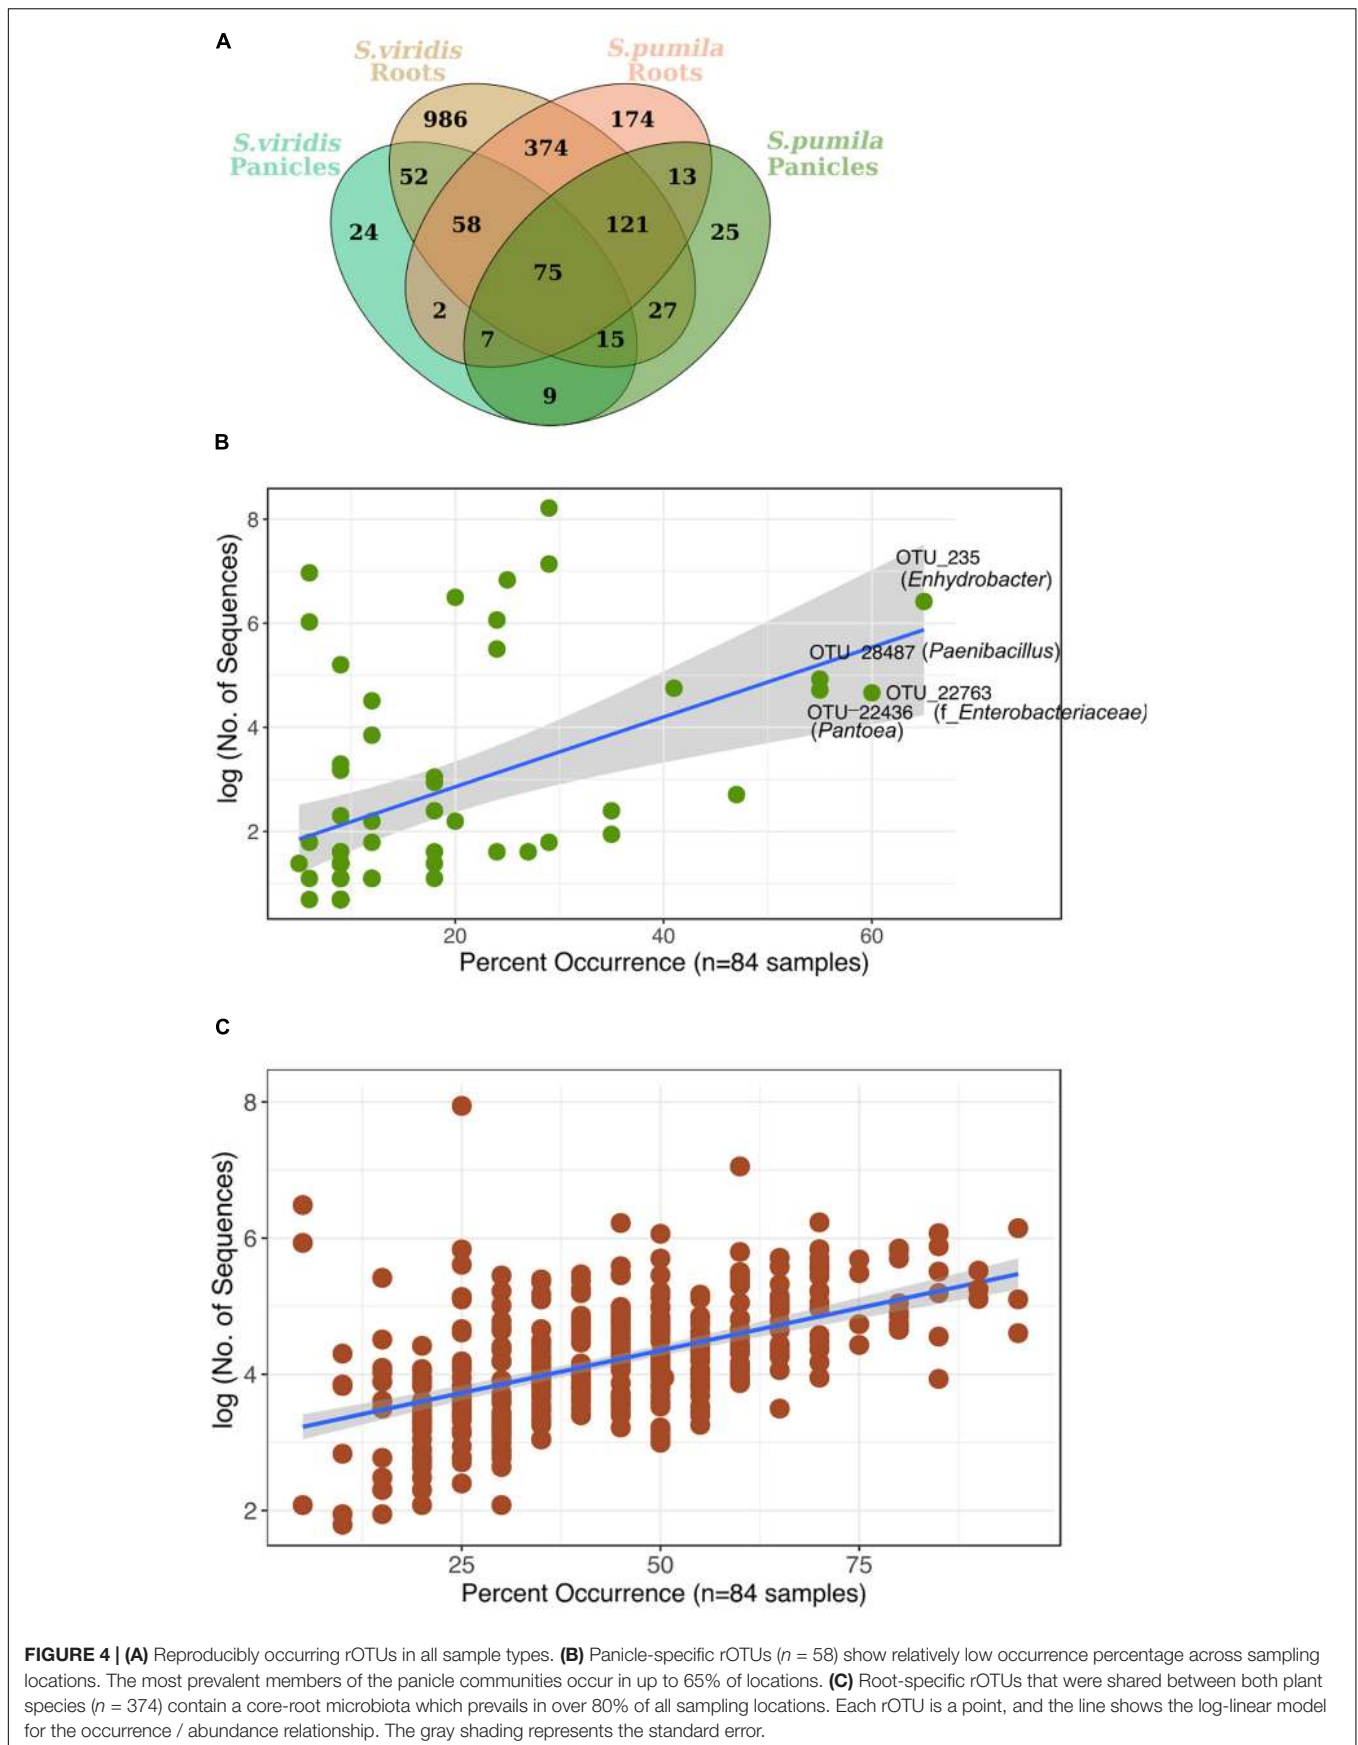 A
S.viridis
Roots
S.pumila
Roots
S.viridis
Panicles
S.pumila
Panicles
986
174
374
52
13
24
58
121
25
75
2
27
7
15
9
B
log (No. of Sequences)
8
6
4
2
OTU_235
(Enhydrobacter)
OTU_28487 (Paenibacillus)
OTU_22763
(f_Enterobacteriaceae)
OTU_22436
(Pantoea)
20
40
60
Percent Occurrence (n=84 samples)
C
log (No. of Sequences)
8
6
4
2
25
50
75
Percent Occurrence (n=84 samples)
FIGURE 4 | (A) Reproducibly occurring rOTUs in all sample types. (B) Panicle-specific rOTUs (n = 58) show relatively low occurrence percentage across sampling
locations. The most prevalent members of the panicle communities occur in up to 65% of locations. (C) Root-specific rOTUs that were shared between both plant
species (n = 374) contain a core-root microbiota which prevails in over 80% of all sampling locations. Each rOTU is a point, and the line shows the log-linear model
for the occurrence / abundance relationship. The gray shading represents the standard error.